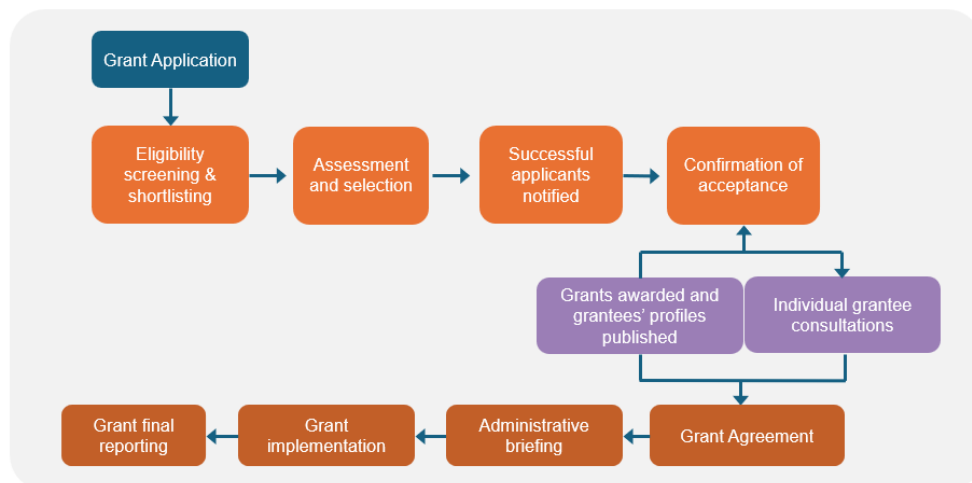 Grant Application
Eligibility
screening &
shortlisting
Assessment
and selection
Successful
applicants
notified
Confirmation of
acceptance
Grants awarded and
grantees’ profiles
published
Individual grantee
consultations
Grant Agreement
Administrative
briefing
Grant
implementation
Grant final
reporting